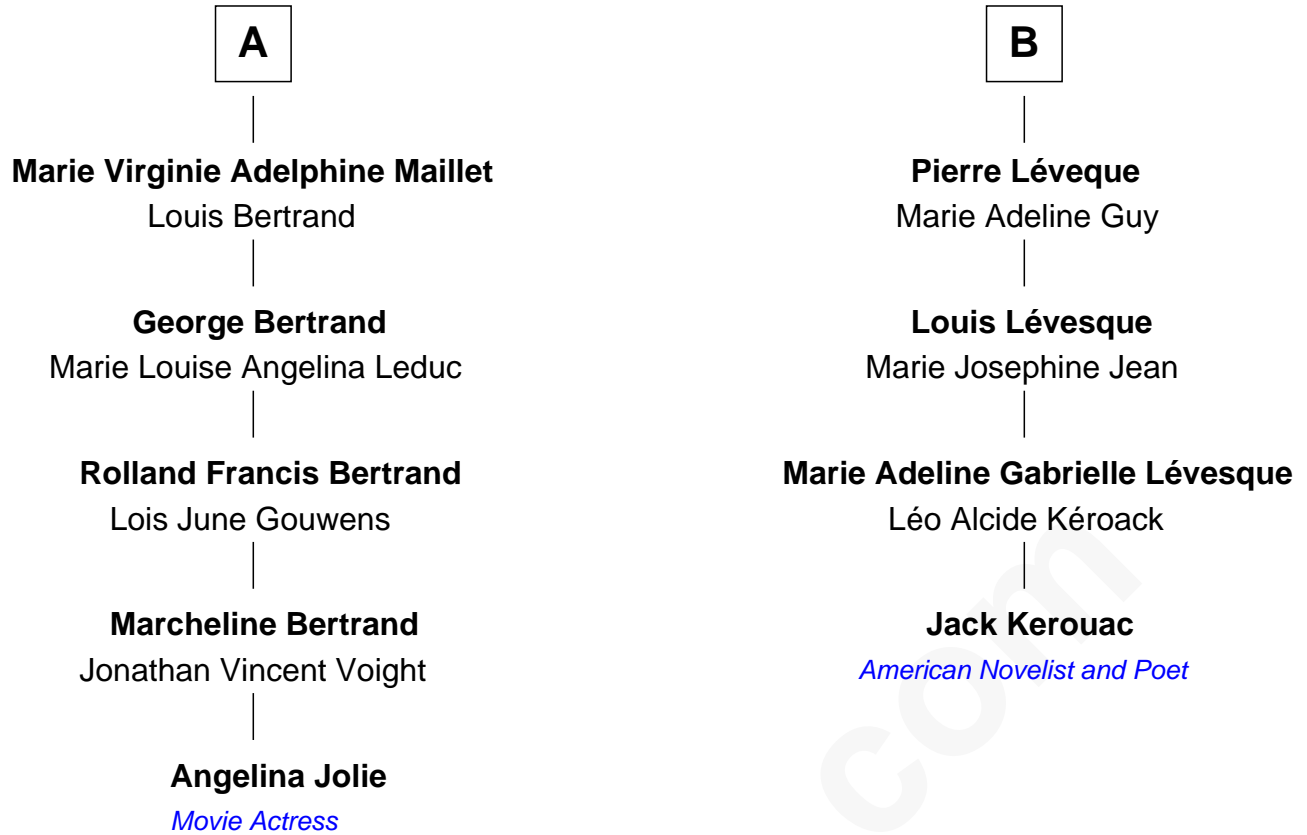 A
Marie Virginie Adelphine Maillet
Louis Bertrand
George Bertrand
Marie Louise Angelina Leduc
Rolland Francis Bertrand
Lois June Gouwens
Marcheline Bertrand
Jonathan Vincent Voight
Angelina Jolie
Movie Actress
B
Pierre Léveque
Marie Adeline Guy
Louis Lévesque
Marie Josephine Jean
Marie Adeline Gabrielle Lévesque
Léo Alcide Kéroack
Jack Kerouac
American Novelist and Poet
com